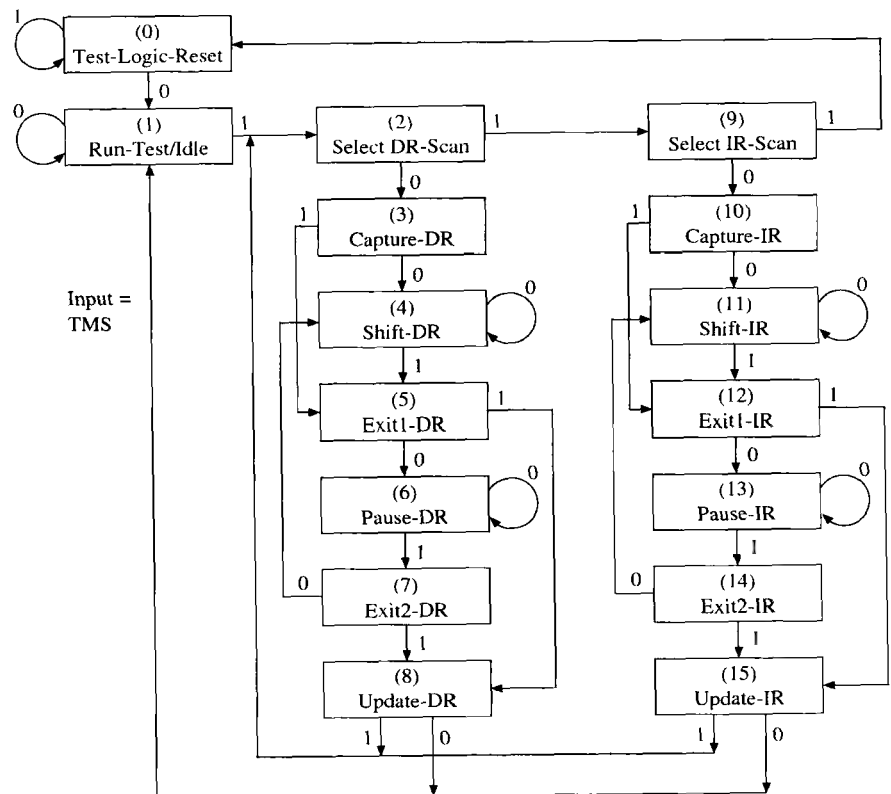 1
(0)
Test-Logic-Reset
0
0
(1)
Run-Test/Idle
1
(2)
Select DR-Scan
1
(9)
Select IR-Scan
1
0
0
1
(3)
Capture-DR
1
(10)
Capture-IR
0
0
Input =
TMS
(4)
Shift-DR
0
(11)
Shift-IR
0
1
1
(5)
Exit1-DR
1
(12)
Exit1-IR
1
0
0
(6)
Pause-DR
0
(13)
Pause-IR
0
1
1
0
(7)
Exit2-DR
0
(14)
Exit2-IR
1
1
(8)
Update-DR
(15)
Update-IR
1
0
1
0